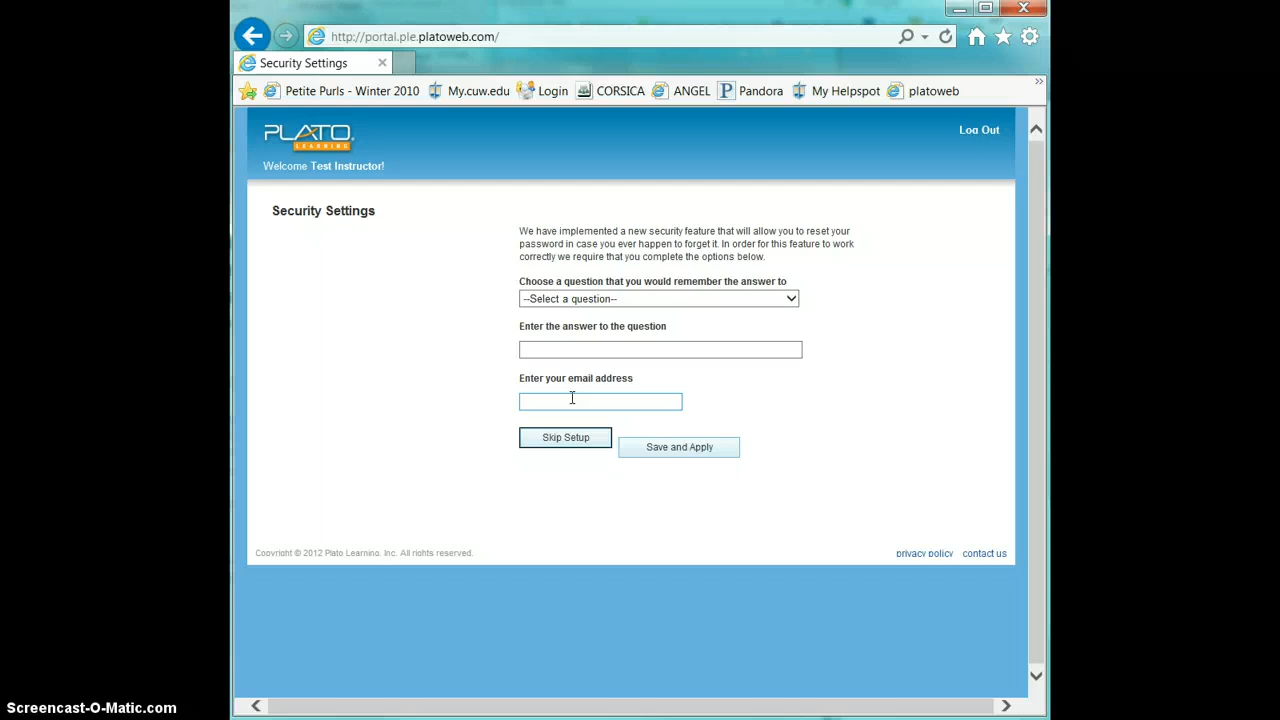 http://portal.ple.platoweb.com/
Security Settings
Petite Purls - Winter 2010 My.cuw.edu Login CORSICA ANGEL Pandora My Helpspot platoweb
PLATO
LEARNING
Log Out
Welcome Test Instructor!
Security Settings
We have implemented a new security feature that will allow you to reset your
password in case you ever happen to forget it. In order for this feature to work
correctly we require that you complete the options below.
Choose a question that you would remember the answer to
--Select a question--
Enter the answer to the question
Enter your email address
Skip Setup
Save and Apply
Copyright © 2012 Plato Learning, Inc. All rights reserved.
privacy policy contact us
Screencast-O-Matic.com